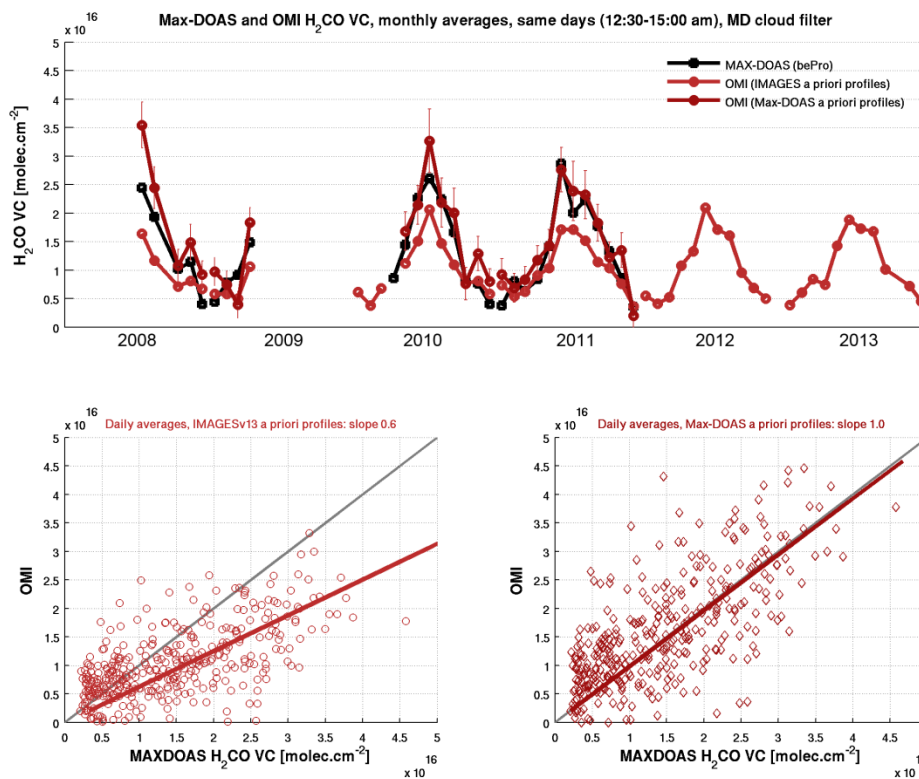 Max-DOAS and OMI H2CO VC, monthly averages, same days (12:30-15:00 am), MD cloud filter
x 10^16
5
4.5
4
3.5
3
2.5
2
1.5
1
0.5
0
H2CO VC [molec.cm^-2]
MAX-DOAS (bePro)
OMI (IMAGES a priori profiles)
OMI (Max-DOAS a priori profiles)
2008 2009 2010 2011 2012 2013
x 10^16
Daily averages, IMAGESv13 a priori profiles: slope 0.6
5
4.5
4
3.5
3
2.5
2
1.5
1
0.5
0
OMI
0 0.5 1 1.5 2 2.5 3 3.5 4 4.5 5
MAXDOAS H2CO VC [molec.cm^-2]
x 10^16
x 10^16
Daily averages, Max-DOAS a priori profiles: slope 1.0
5
4.5
4
3.5
3
2.5
2
1.5
1
0.5
0
OMI
0 0.5 1 1.5 2 2.5 3 3.5 4 4.5
MAXDOAS H2CO VC [molec.cm^-2]
x 10